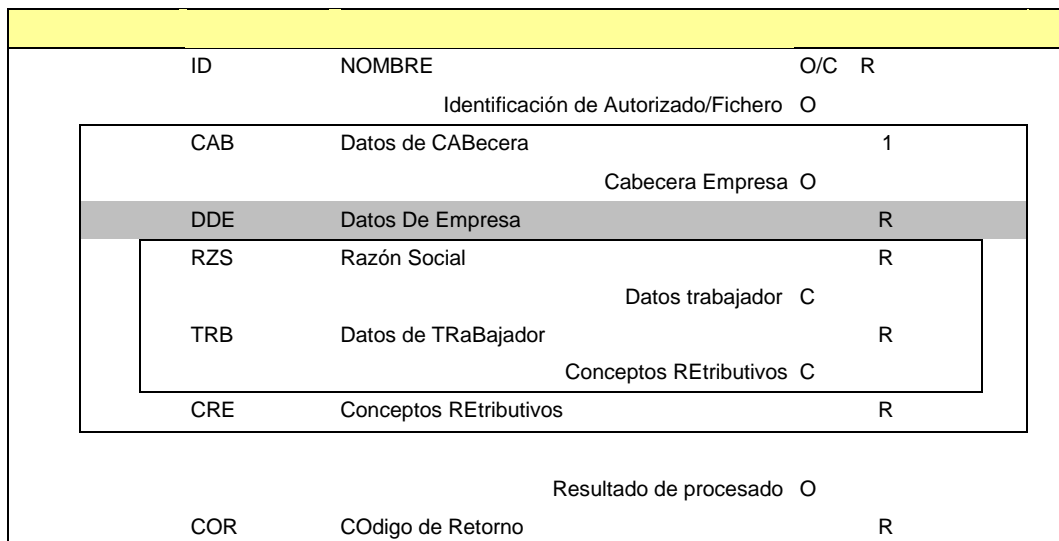 ID NOMBRE O/C R
Identificación de Autorizado/Fichero O
CAB Datos de CABecera 1
Cabecera Empresa O
DDE Datos De Empresa R
RZS Razón Social R
Datos trabajador C
TRB Datos de TRaBajador R
Conceptos REtributivos C
CRE Conceptos REtributivos R
Resultado de procesado O
COR COdigo de Retorno R